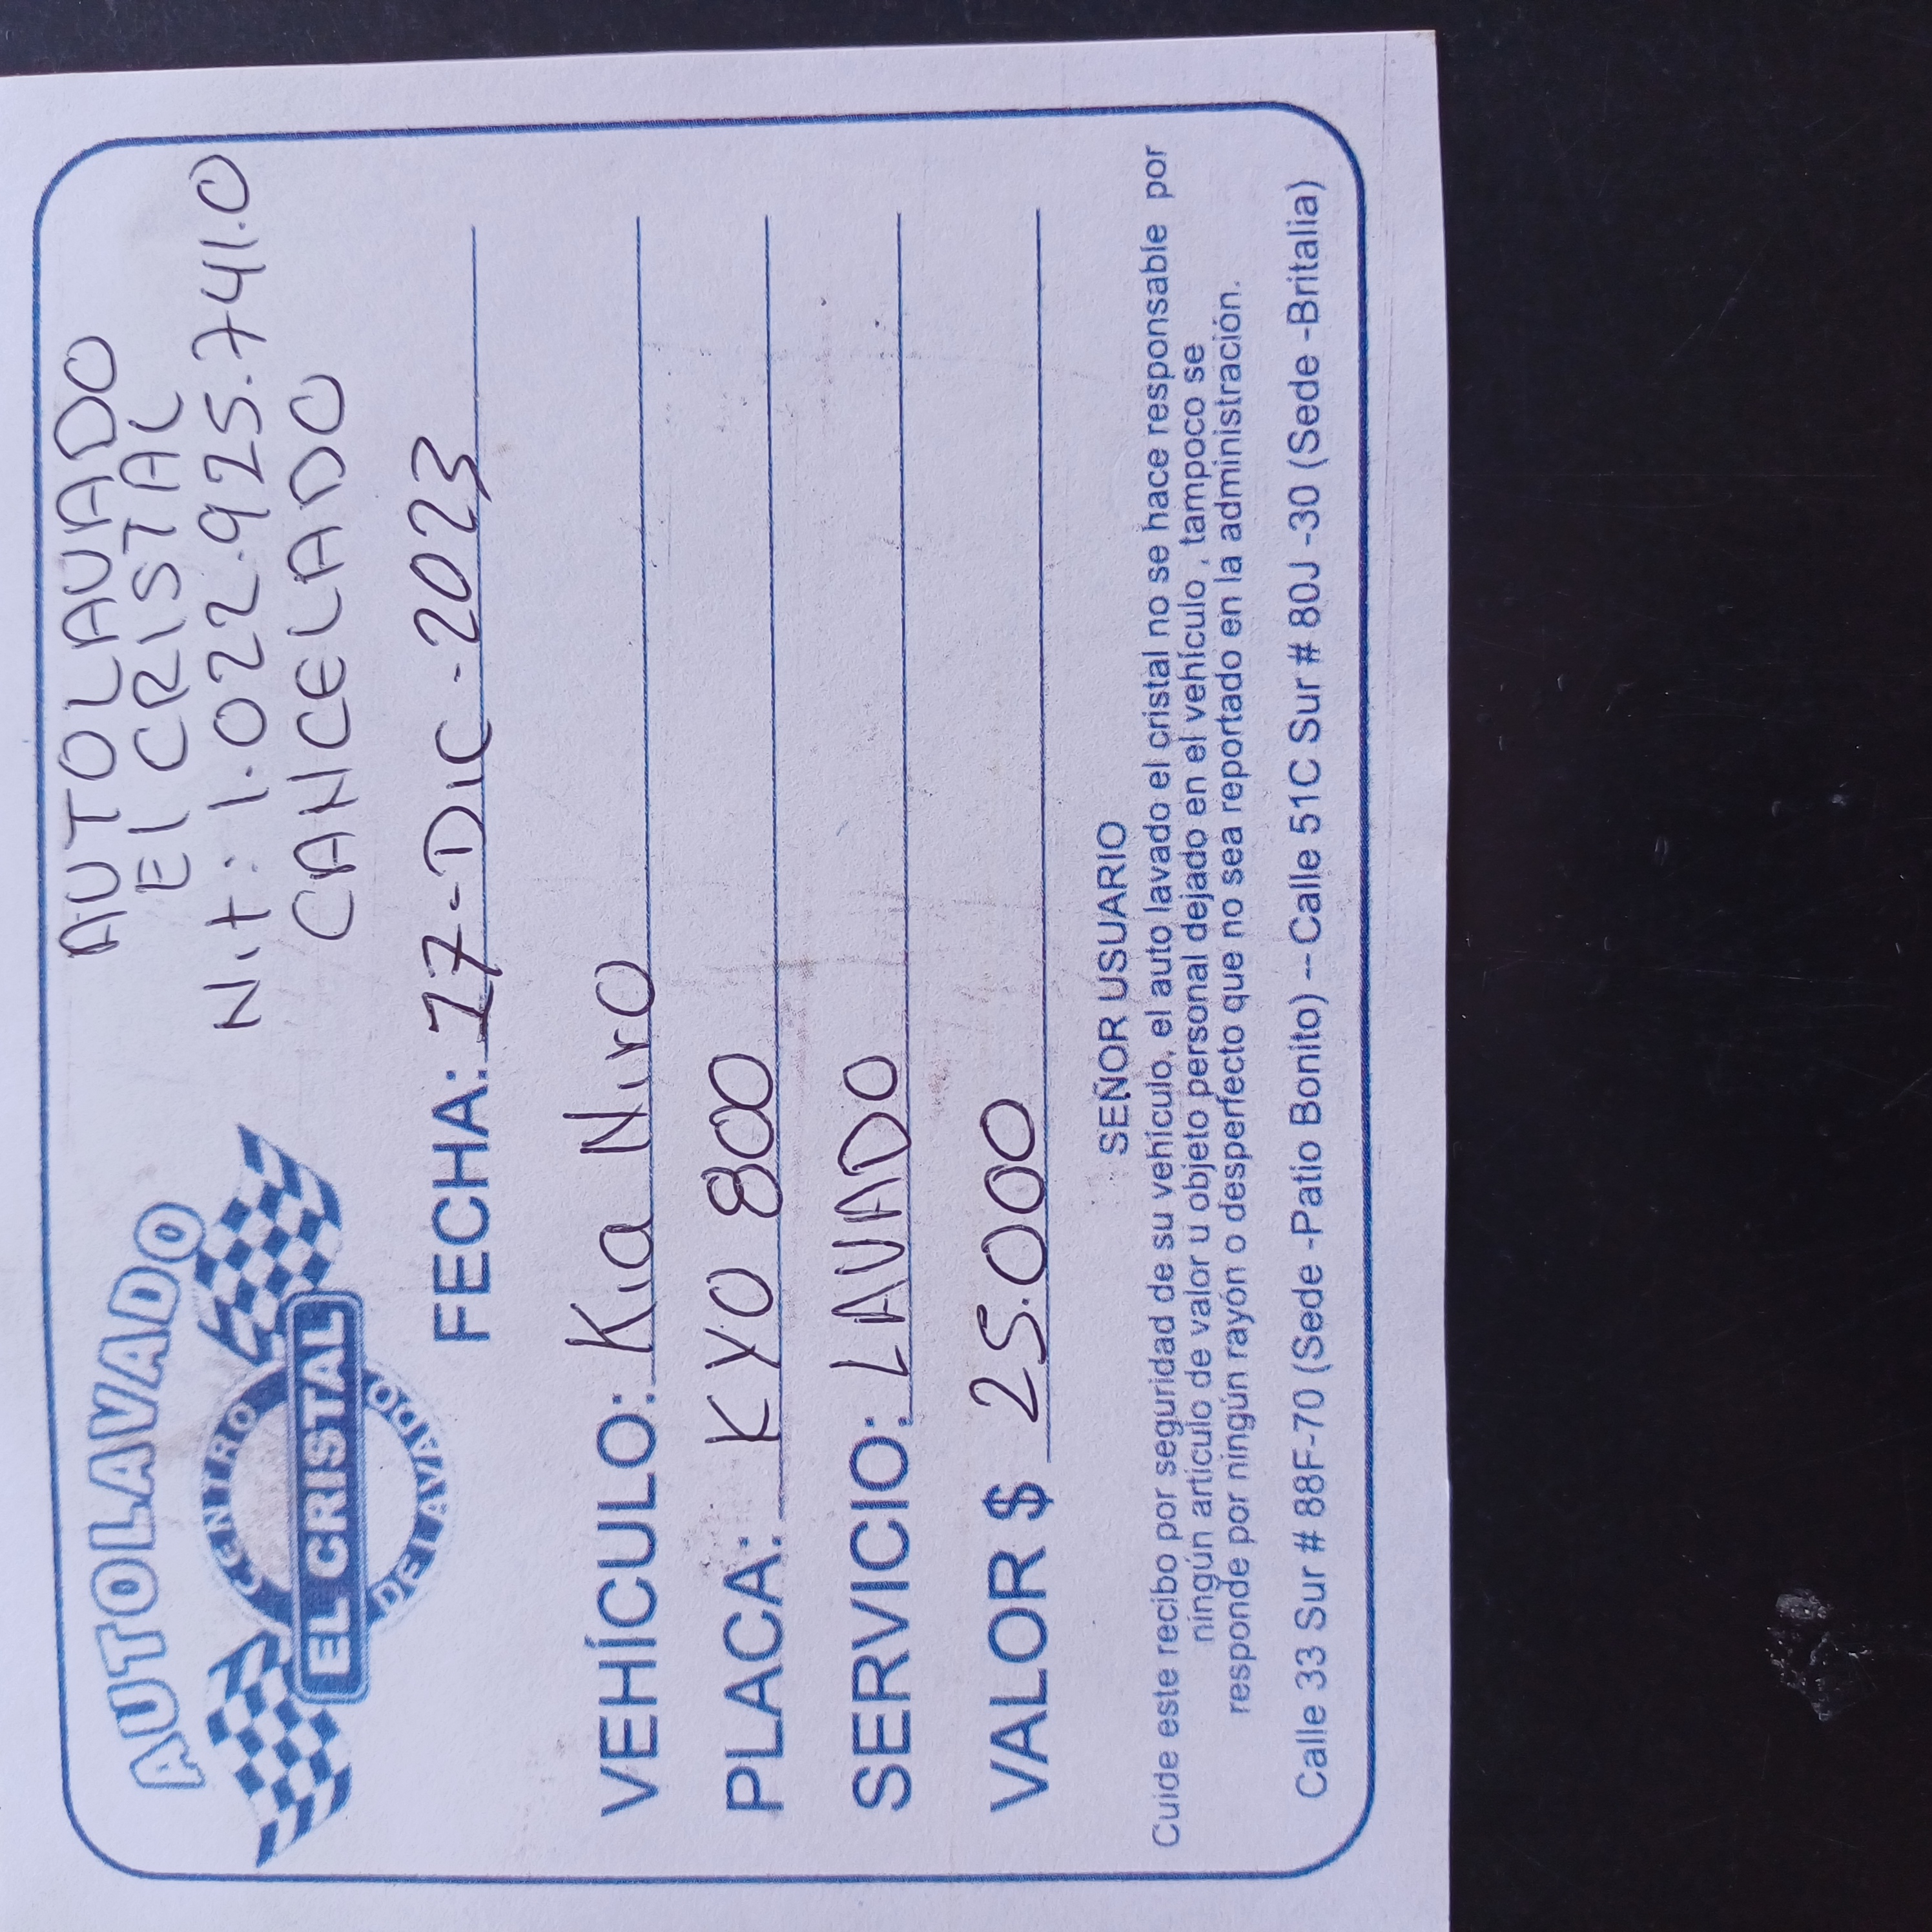 AUTOLAVADO
CENTRO
EL CRISTAL
DE LAVADO
AUTOLAVADO
El CRISTAL
Nit: 1.022.925.741.0
CANCELADO
FECHA: 17-Dic-2023
VEHÍCULO: Kia Niro
PLACA: KYO 800
SERVICIO: LAVADO
VALOR $ 25.000
SEÑOR USUARIO
Cuide este recibo por seguridad de su vehículo, el auto lavado el cristal no se hace responsable por
ningún artículo de valor u objeto personal dejado en el vehículo , tampoco se
responde por ningún rayón o desperfecto que no sea reportado en la administración.
Calle 33 Sur # 88F-70 (Sede -Patio Bonito) -- Calle 51C Sur # 80J -30 (Sede -Britalia)